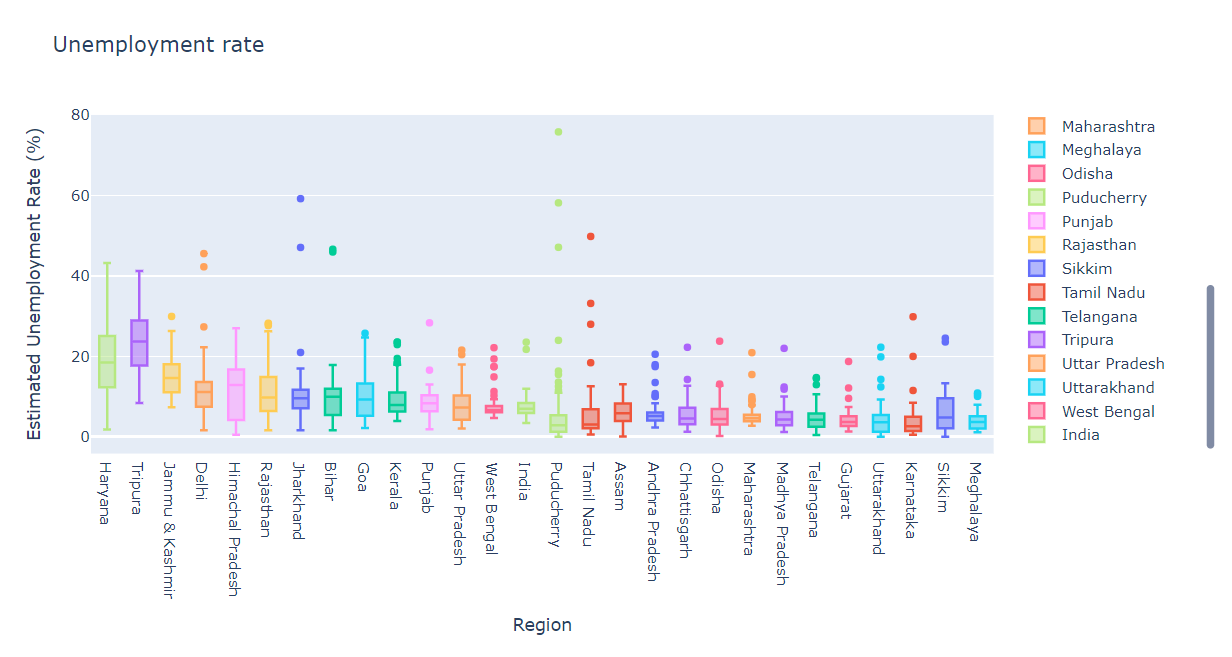 Unemployment rate
Estimated Unemployment Rate (%)
80
60
40
20
0
Haryana
Tripura
Jammu & Kashmir
Delhi
Himachal Pradesh
Rajasthan
Jharkhand
Bihar
Goa
Kerala
Punjab
Uttar Pradesh
West Bengal
India
Puducherry
Tamil Nadu
Assam
Andhra Pradesh
Chhattisgarh
Odisha
Maharashtra
Madhya Pradesh
Telangana
Gujarat
Uttarakhand
Karnataka
Sikkim
Meghalaya
Region
Maharashtra
Meghalaya
Odisha
Puducherry
Punjab
Rajasthan
Sikkim
Tamil Nadu
Telangana
Tripura
Uttar Pradesh
Uttarakhand
West Bengal
India